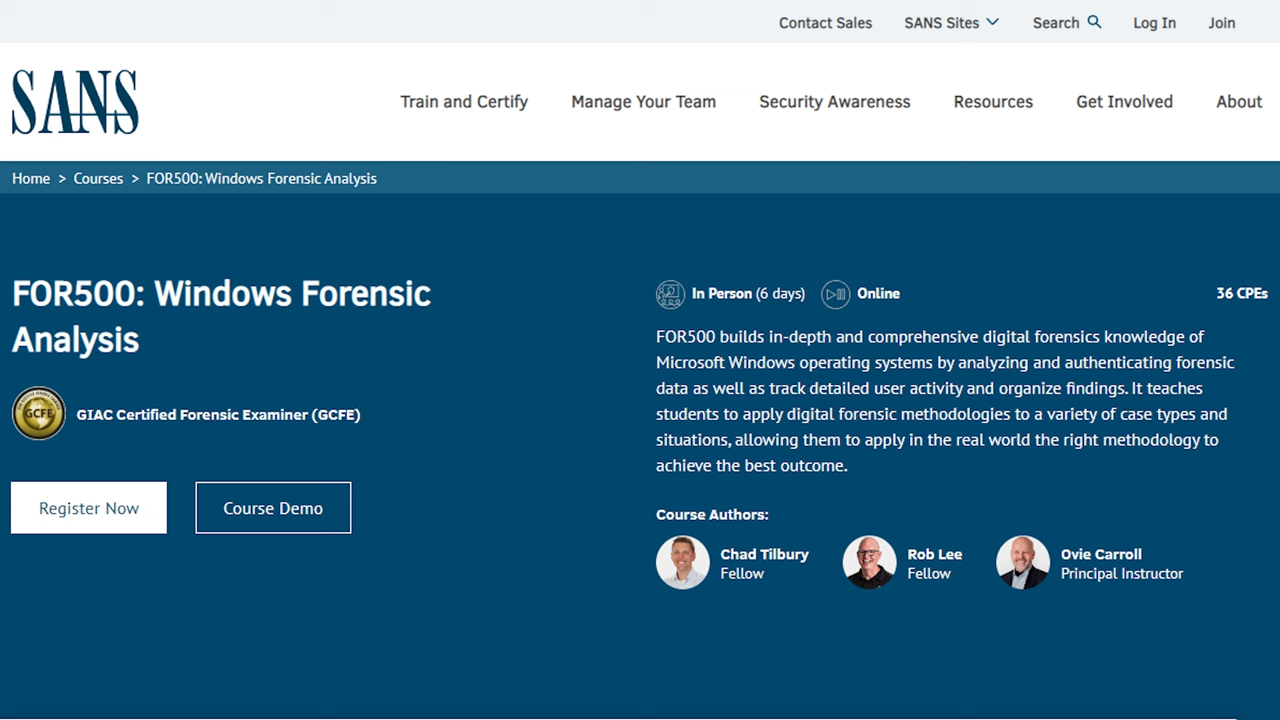 Contact Sales SANS Sites Search Log In Join
SANS
Train and Certify Manage Your Team Security Awareness Resources Get Involved About
Home > Courses > FOR500: Windows Forensic Analysis
FOR500: Windows Forensic
Analysis
GCFE
GIAC Certified Forensic Examiner (GCFE)
Register Now Course Demo
In Person (6 days) Online 36 CPEs
FOR500 builds in-depth and comprehensive digital forensics knowledge of
Microsoft Windows operating systems by analyzing and authenticating forensic
data as well as track detailed user activity and organize findings. It teaches
students to apply digital forensic methodologies to a variety of case types and
situations, allowing them to apply in the real world the right methodology to
achieve the best outcome.
Course Authors:
Chad Tilbury
Fellow
Rob Lee
Fellow
Ovie Carroll
Principal Instructor